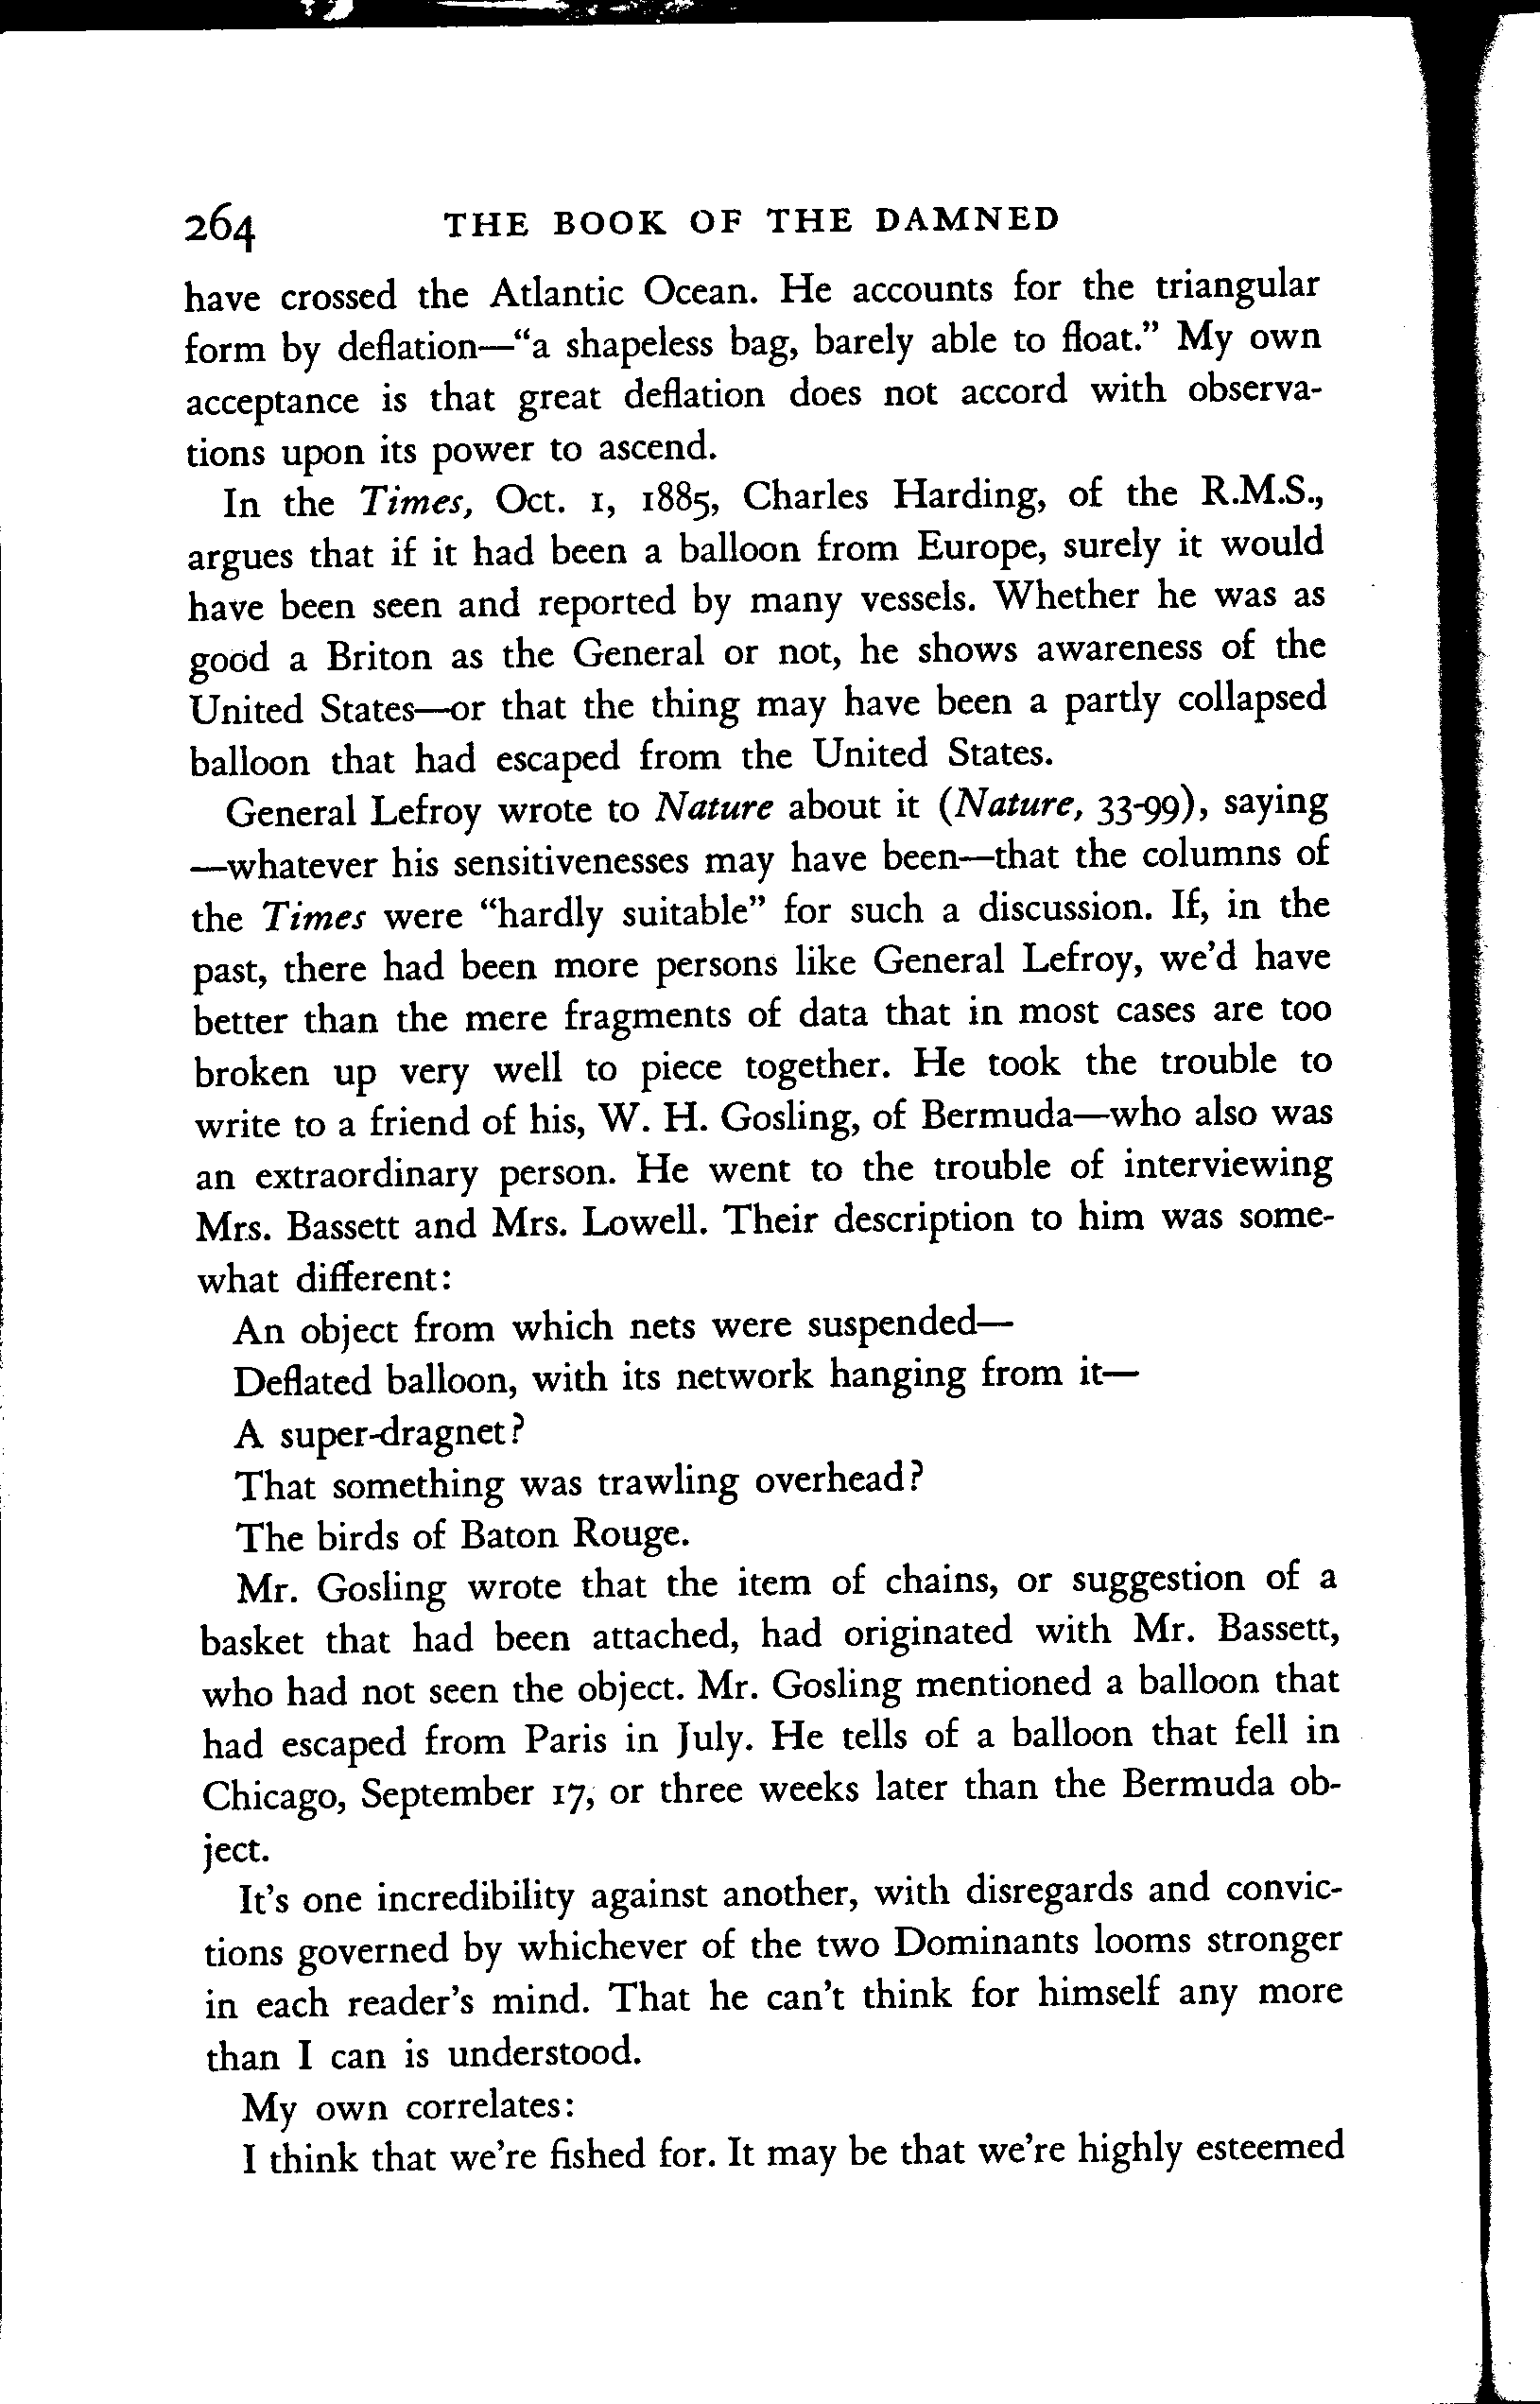 264 THE BOOK OF THE DAMNED
have crossed the Atlantic Ocean. He accounts for the triangular
form by deflation—“a shapeless bag, barely able to float.” My own
acceptance is that great deflation does not accord with observa-
tions upon its power to ascend.
In the Times, Oct. 1, 1885, Charles Harding, of the R.M.S.,
argues that if it had been a balloon from Europe, surely it would
have been seen and reported by many vessels. Whether he was as
good a Briton as the General or not, he shows awareness of the
United States—or that the thing may have been a partly collapsed
balloon that had escaped from the United States.
General Lefroy wrote to Nature about it (Nature, 33-99), saying
—whatever his sensitivenesses may have been—that the columns of
the Times were “hardly suitable” for such a discussion. If, in the
past, there had been more persons like General Lefroy, we’d have
better than the mere fragments of data that in most cases are too
broken up very well to piece together. He took the trouble to
write to a friend of his, W. H. Gosling, of Bermuda—who also was
an extraordinary person. He went to the trouble of interviewing
Mrs. Bassett and Mrs. Lowell. Their description to him was some-
what different:
An object from which nets were suspended—
Deflated balloon, with its network hanging from it—
A super-dragnet?
That something was trawling overhead?
The birds of Baton Rouge.
Mr. Gosling wrote that the item of chains, or suggestion of a
basket that had been attached, had originated with Mr. Bassett,
who had not seen the object. Mr. Gosling mentioned a balloon that
had escaped from Paris in July. He tells of a balloon that fell in
Chicago, September 17, or three weeks later than the Bermuda ob-
ject.
It’s one incredibility against another, with disregards and convic-
tions governed by whichever of the two Dominants looms stronger
in each reader’s mind. That he can’t think for himself any more
than I can is understood.
My own correlates:
I think that we’re fished for. It may be that we’re highly esteemed